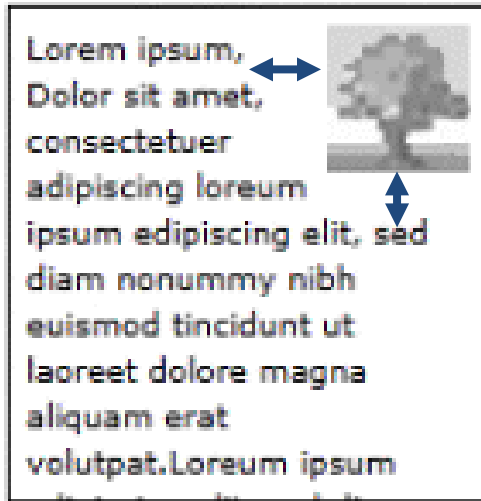 Lorem ipsum,
Dolor sit amet,
consectetuer
adipiscing loreum
ipsum edipiscing elit, sed
diam nonummy nibh
euismod tincidunt ut
laoreet dolore magna
aliquam erat
volutpat.Loreum ipsum